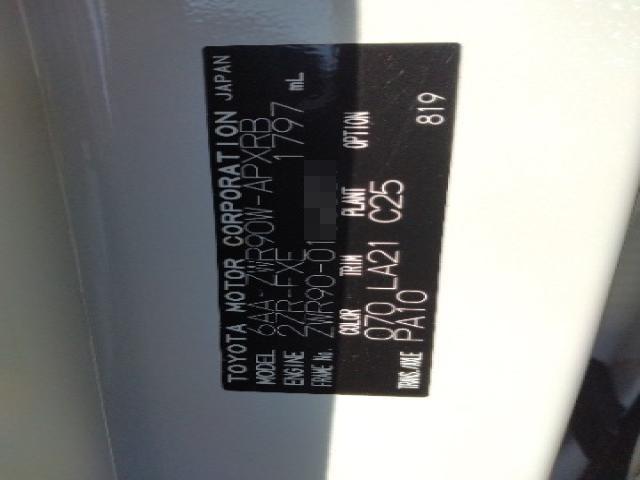 TOYOTA MOTOR CORPORATION JAPAN
MODEL 6AA-ZWR90W-APXRB
ENGINE 2ZR-FXE 1797 mL
FRAME No. ZWR90-01
COLOR TRIM PLANT OPTION
070 LA21 C25
TRANS./AXLE PA10 819